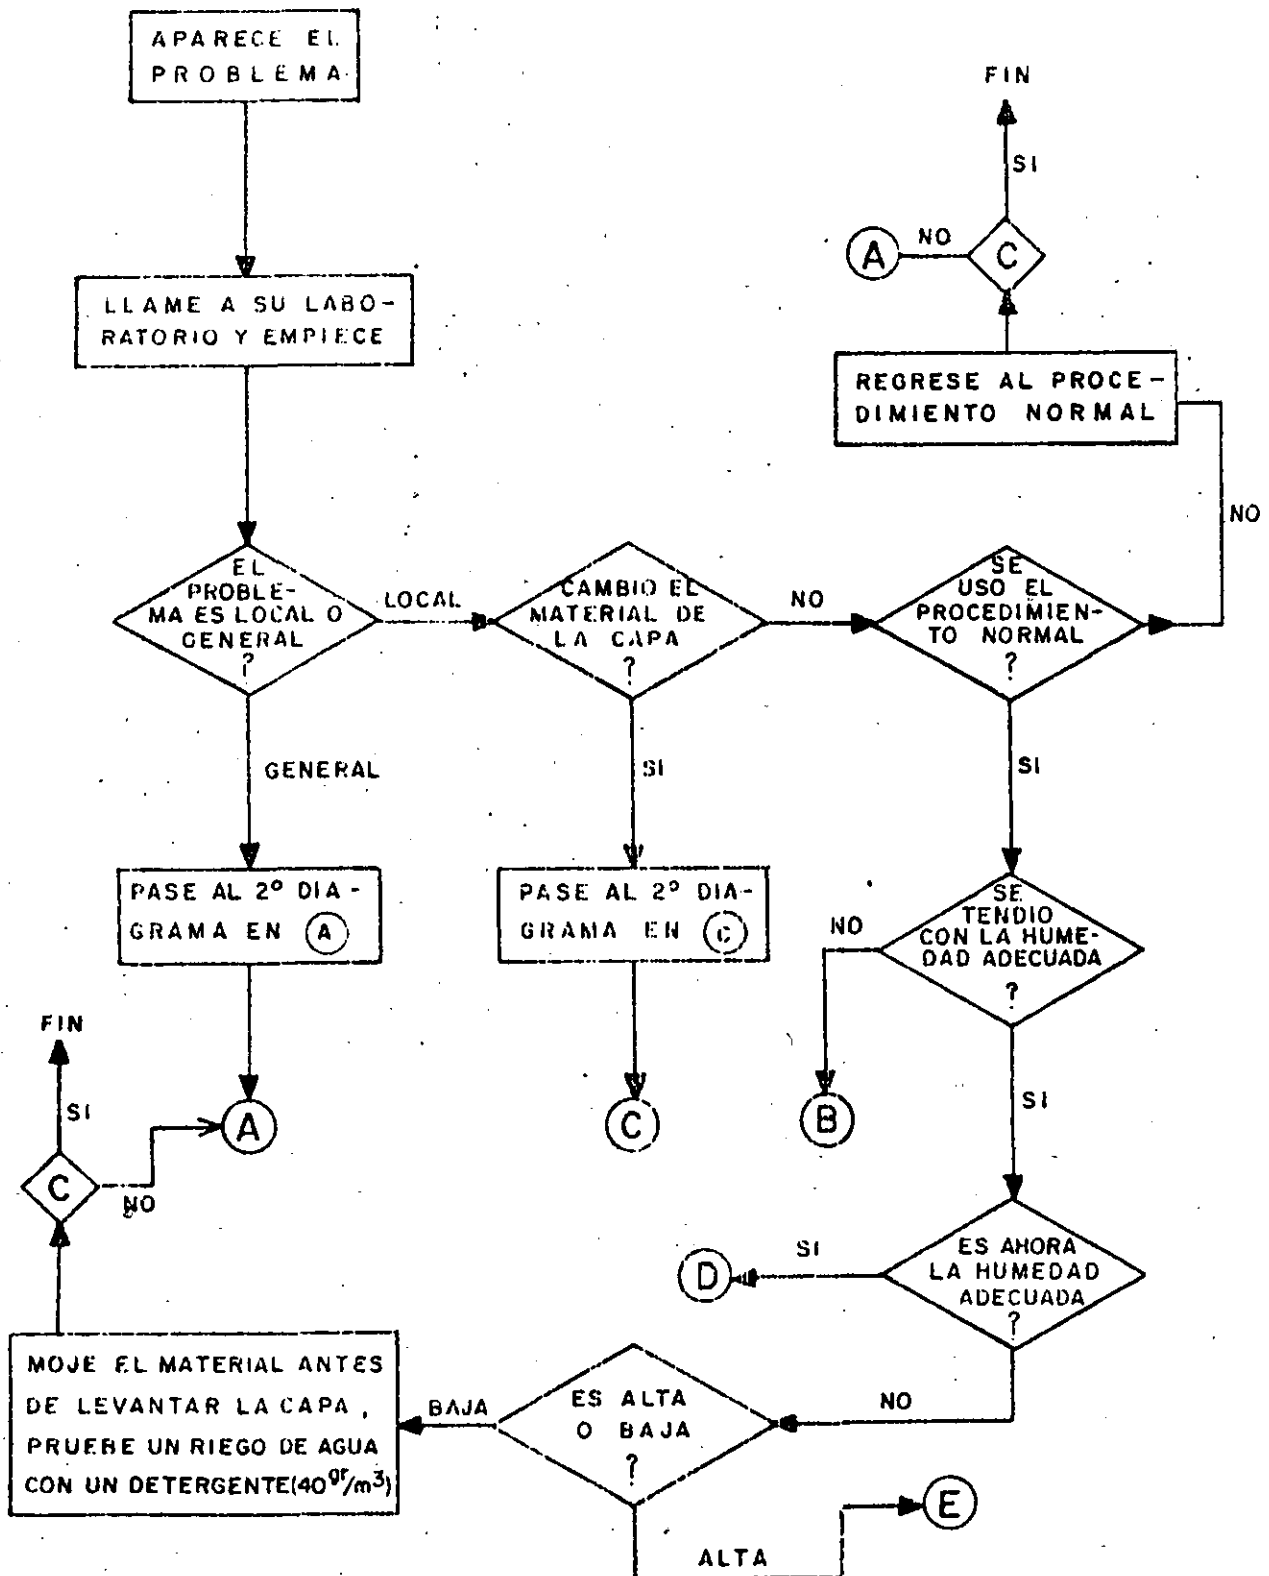 APARECE EL
PROBLEMA
FIN
SI
C
NO
A
LLAME A SU LABO-
RATORIO Y EMPIECE
REGRESE AL PROCE-
DIMIENTO NORMAL
NO
EL
PROBLE-
MA ES LOCAL O
GENERAL
?
LOCAL
CAMBIO EL
MATERIAL DE
LA CAPA
?
NO
SE
USO EL
PROCEDIMIEN-
TO NORMAL
?
GENERAL
SI
SI
PASE AL 2º DIA-
GRAMA EN A
PASE AL 2º DIA-
GRAMA EN C
SE
TENDIO
CON LA HUME-
DAD ADECUADA
?
NO
FIN
SI
C
NO
A
C
B
SI
ES AHORA
LA HUMEDAD
ADECUADA
?
SI
D
NO
MOJE EL MATERIAL ANTES
DE LEVANTAR LA CAPA,
PRUEBE UN RIEGO DE AGUA
CON UN DETERGENTE(40gr/m³)
BAJA
ES ALTA
O BAJA
?
E
ALTA